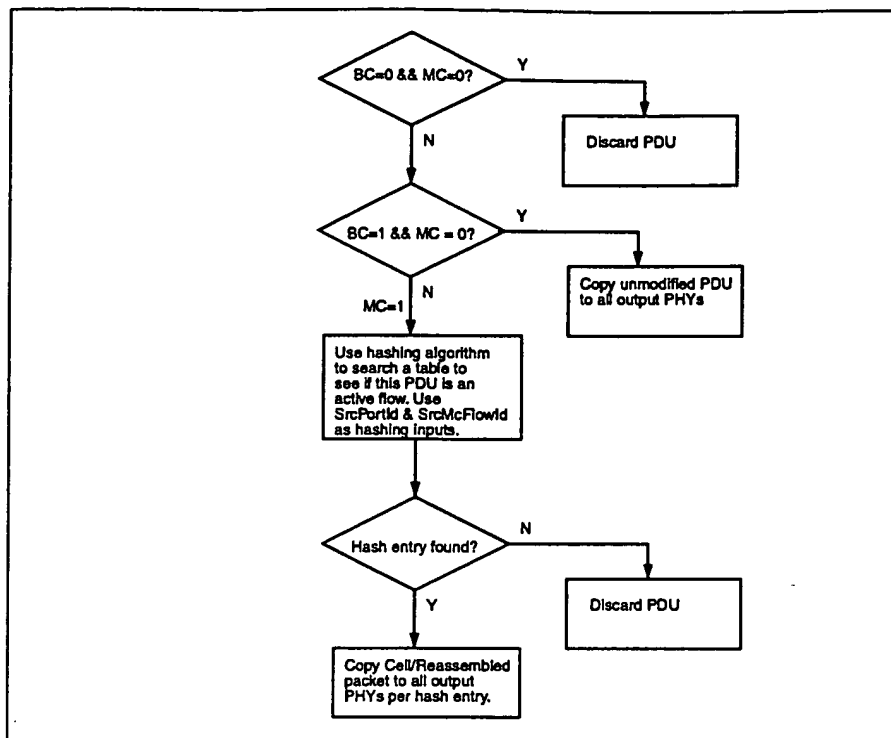 BC=0 && MC=0?
Y
Discard PDU
N
BC=1 && MC = 0?
Y
Copy unmodified PDU
to all output PHYs
N
MC=1
Use hashing algorithm
to search a table to
see if this PDU is an
active flow. Use
SrcPortId & SrcMcFlowId
as hashing inputs.
Hash entry found?
N
Discard PDU
Y
Copy Cell/Reassembled
packet to all output
PHYs per hash entry.